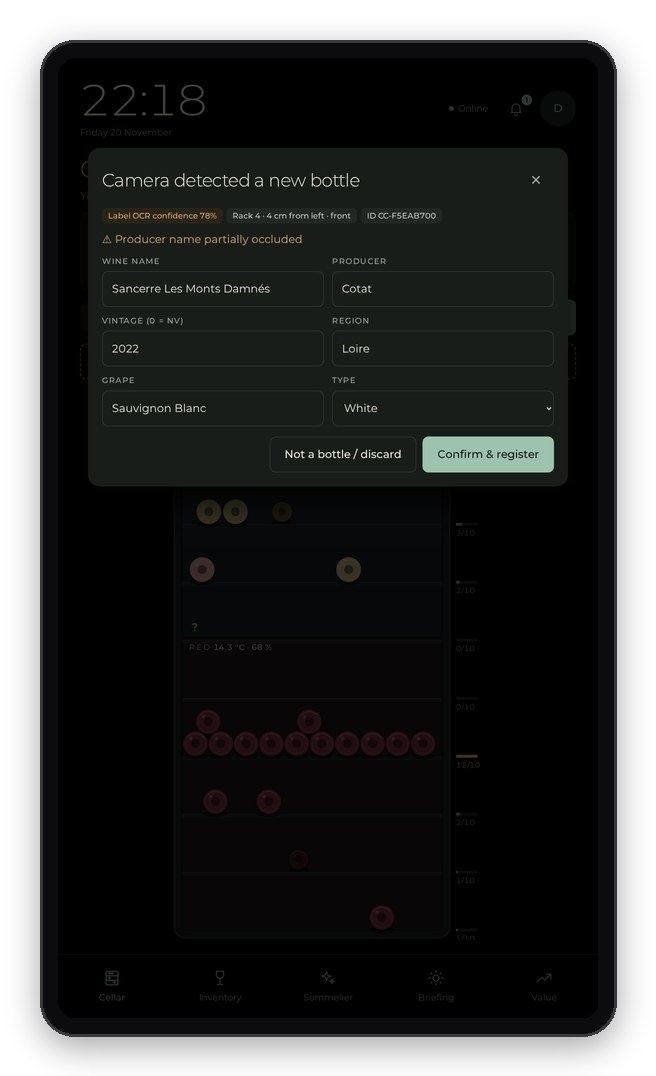 22:18
Online
1
D
Friday 20 November
Camera detected a new bottle
×
Label OCR confidence 78%
Rack 4 · 4 cm from left · front
ID CC-F5EAB700
⚠ Producer name partially occluded
WINE NAME
PRODUCER
Sancerre Les Monts Damnés
Cotat
VINTAGE (0 = NV)
REGION
2022
Loire
GRAPE
TYPE
Sauvignon Blanc
White
Not a bottle / discard
Confirm & register
3/10
2/10
?
0/10
RED 14.3 °C · 68 %
0/10
12/10
2/10
1/10
Cellar
Inventory
Sommelier
Briefing
Value